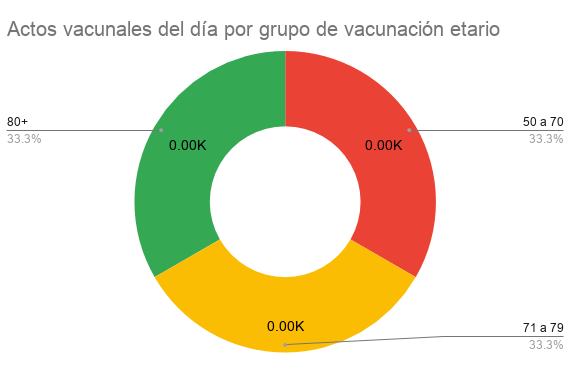 Actos vacunales del día por grupo de vacunación etario
80+
33.3%
50 a 70
33.3%
0.00K
0.00K
0.00K
71 a 79
33.3%